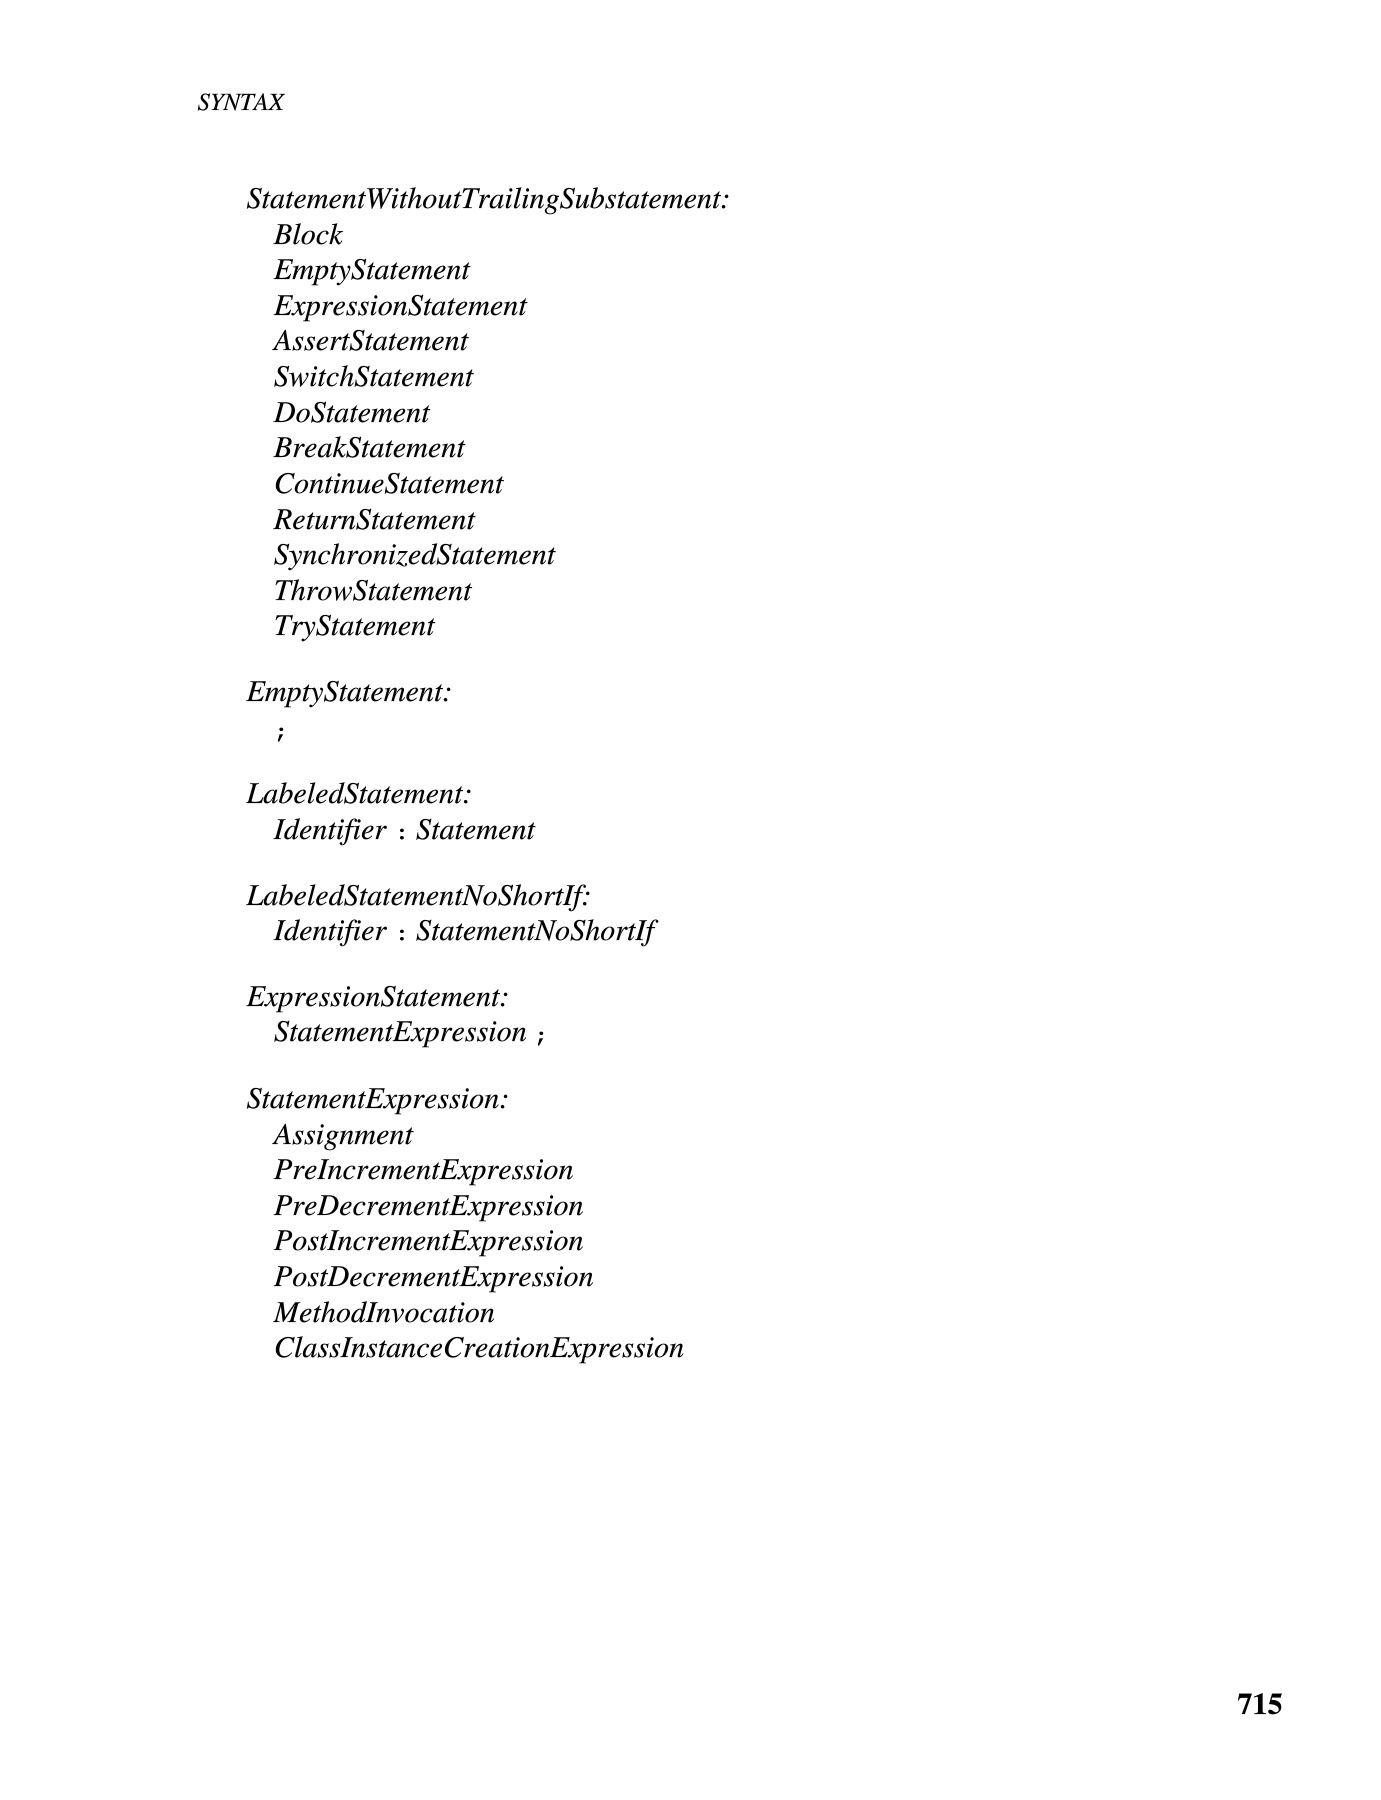 SYNTAX
StatementWithoutTrailingSubstatement:
Block
EmptyStatement
ExpressionStatement
AssertStatement
SwitchStatement
DoStatement
BreakStatement
ContinueStatement
ReturnStatement
SynchronizedStatement
ThrowStatement
TryStatement
EmptyStatement:
;
LabeledStatement:
Identifier : Statement
LabeledStatementNoShortIf:
Identifier : StatementNoShortIf
ExpressionStatement:
StatementExpression ;
StatementExpression:
Assignment
PreIncrementExpression
PreDecrementExpression
PostIncrementExpression
PostDecrementExpression
MethodInvocation
ClassInstanceCreationExpression
715